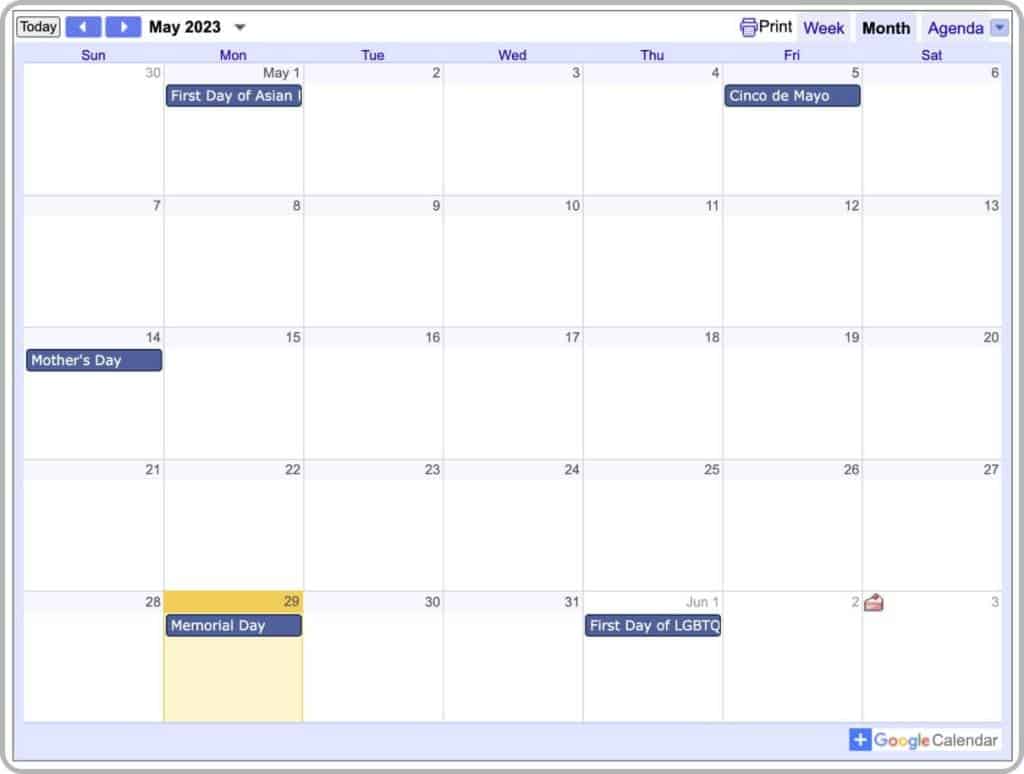 Today May 2023 Print Week Month Agenda
Sun Mon Tue Wed Thu Fri Sat
30 May 1 2 3 4 5 6
First Day of Asian Cinco de Mayo
7 8 9 10 11 12 13
14 15 16 17 18 19 20
Mother's Day
21 22 23 24 25 26 27
28 29 30 31 Jun 1 2 3
Memorial Day First Day of LGBTQ
+ Google Calendar